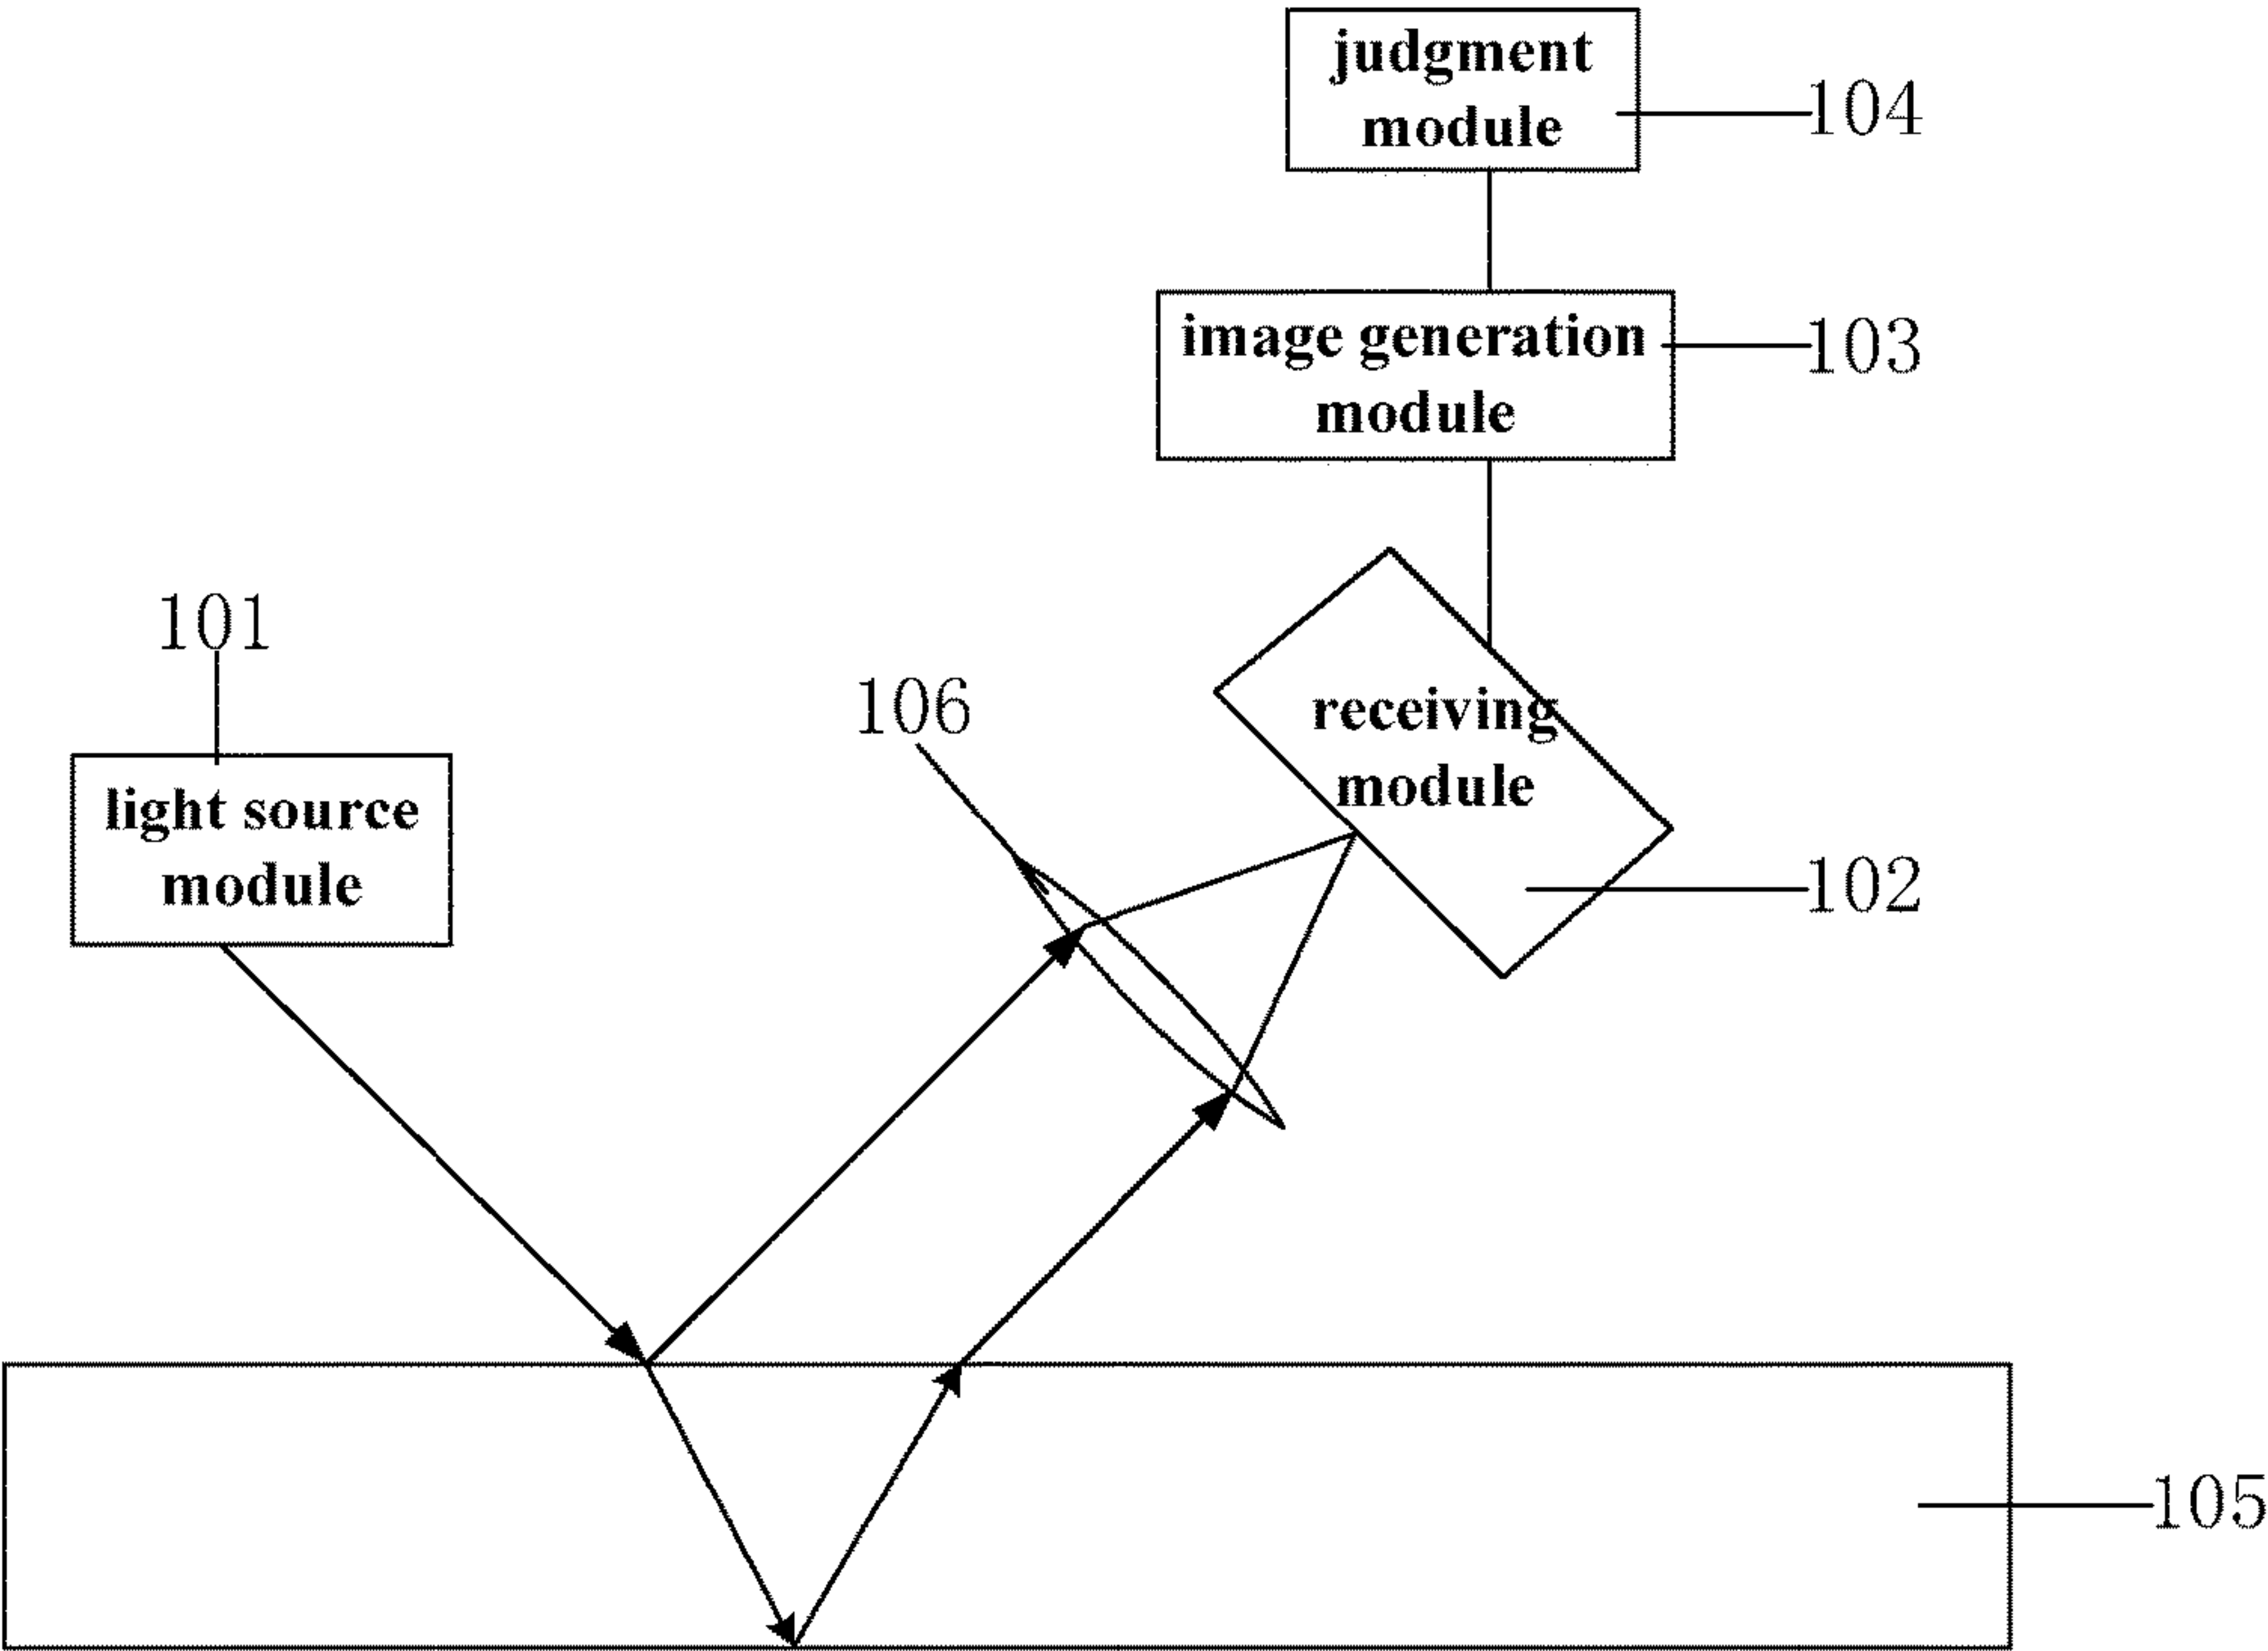 judgment
module
104
image generation
module
103
101
106
receiving
module
light source
module
102
105